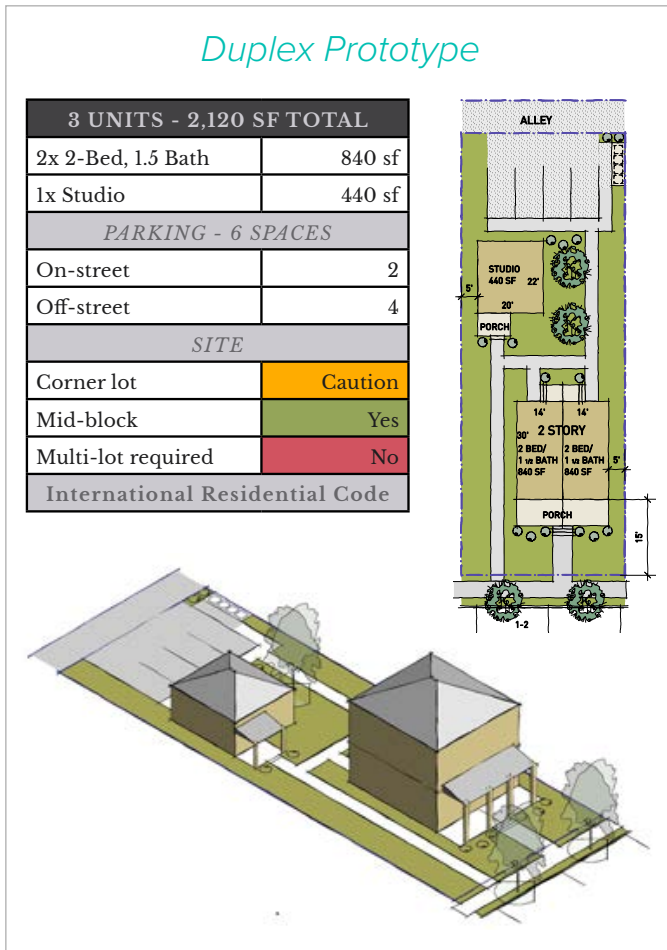 Duplex Prototype
3 UNITS - 2,120 SF TOTAL
2x 2-Bed, 1.5 Bath 840 sf
1x Studio 440 sf
PARKING - 6 SPACES
On-street 2
Off-street 4
SITE
Corner lot Caution
Mid-block Yes
Multi-lot required No
International Residential Code
ALLEY
STUDIO
440 SF
22'
5'
20'
PORCH
14' 14'
2 STORY
30'
2 BED/ 2 BED/
1 1/2 BATH 1 1/2 BATH
840 SF 840 SF
5'
PORCH
15'
1-2